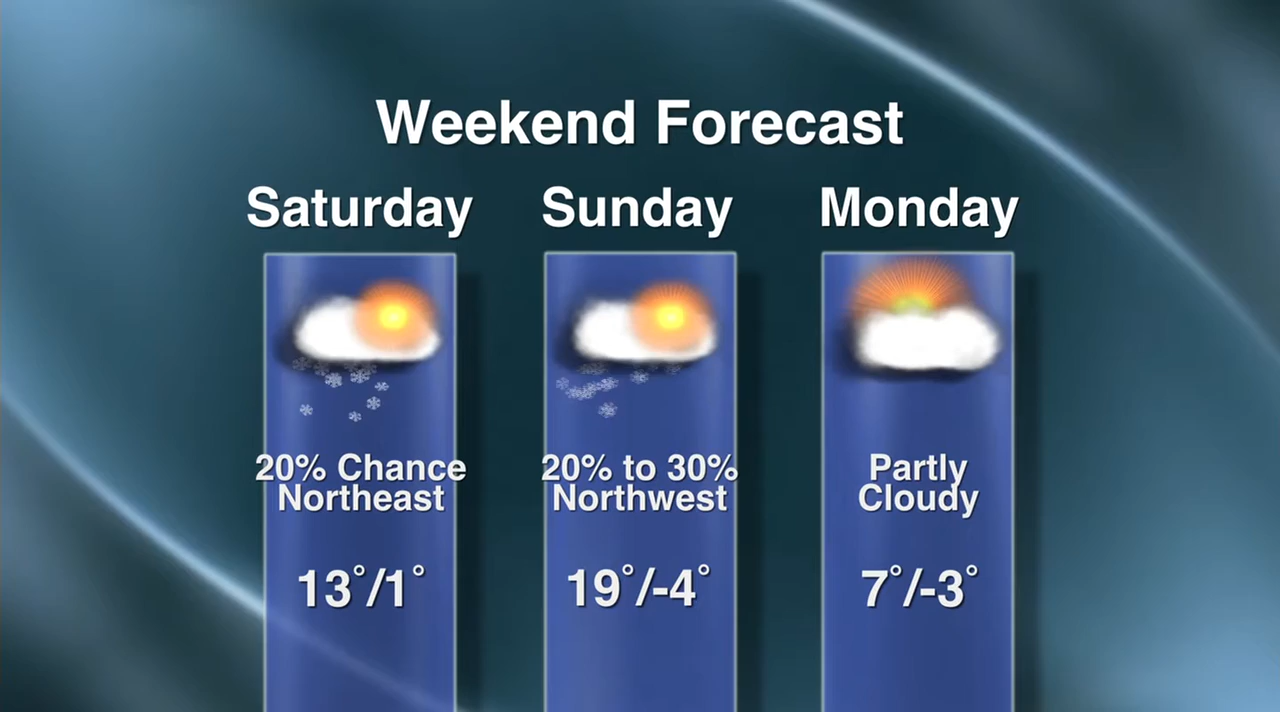 Weekend Forecast
Saturday
20% Chance
Northeast
13°/1°
Sunday
20% to 30%
Northwest
19°/-4°
Monday
Partly
Cloudy
7°/-3°